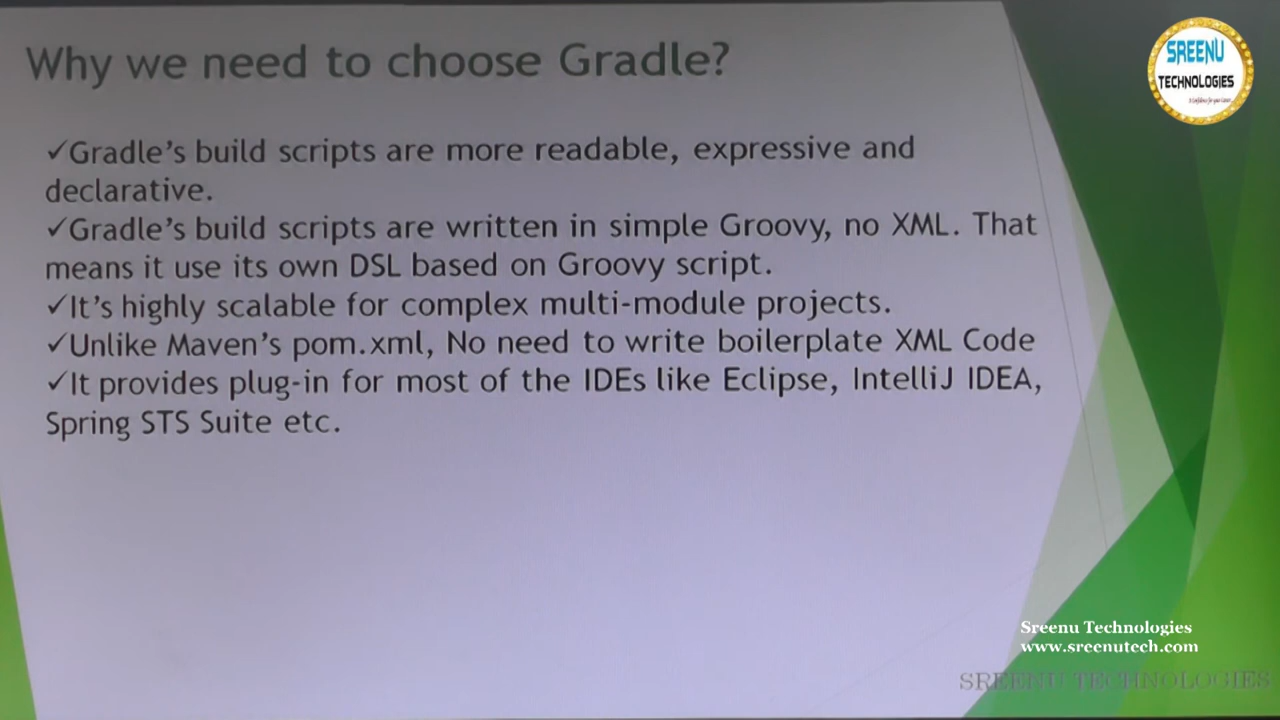 Why we need to choose Gradle?
SREENU
TECHNOLOGIES
✓Gradle's build scripts are more readable, expressive and
declarative.
✓Gradle's build scripts are written in simple Groovy, no XML. That
means it use its own DSL based on Groovy script.
✓It's highly scalable for complex multi-module projects.
✓Unlike Maven's pom.xml, No need to write boilerplate XML Code
✓It provides plug-in for most of the IDEs like Eclipse, IntelliJ IDEA,
Spring STS Suite etc.
Sreenu Technologies
www.sreenutech.com
SREENU TECHNOLOGIES